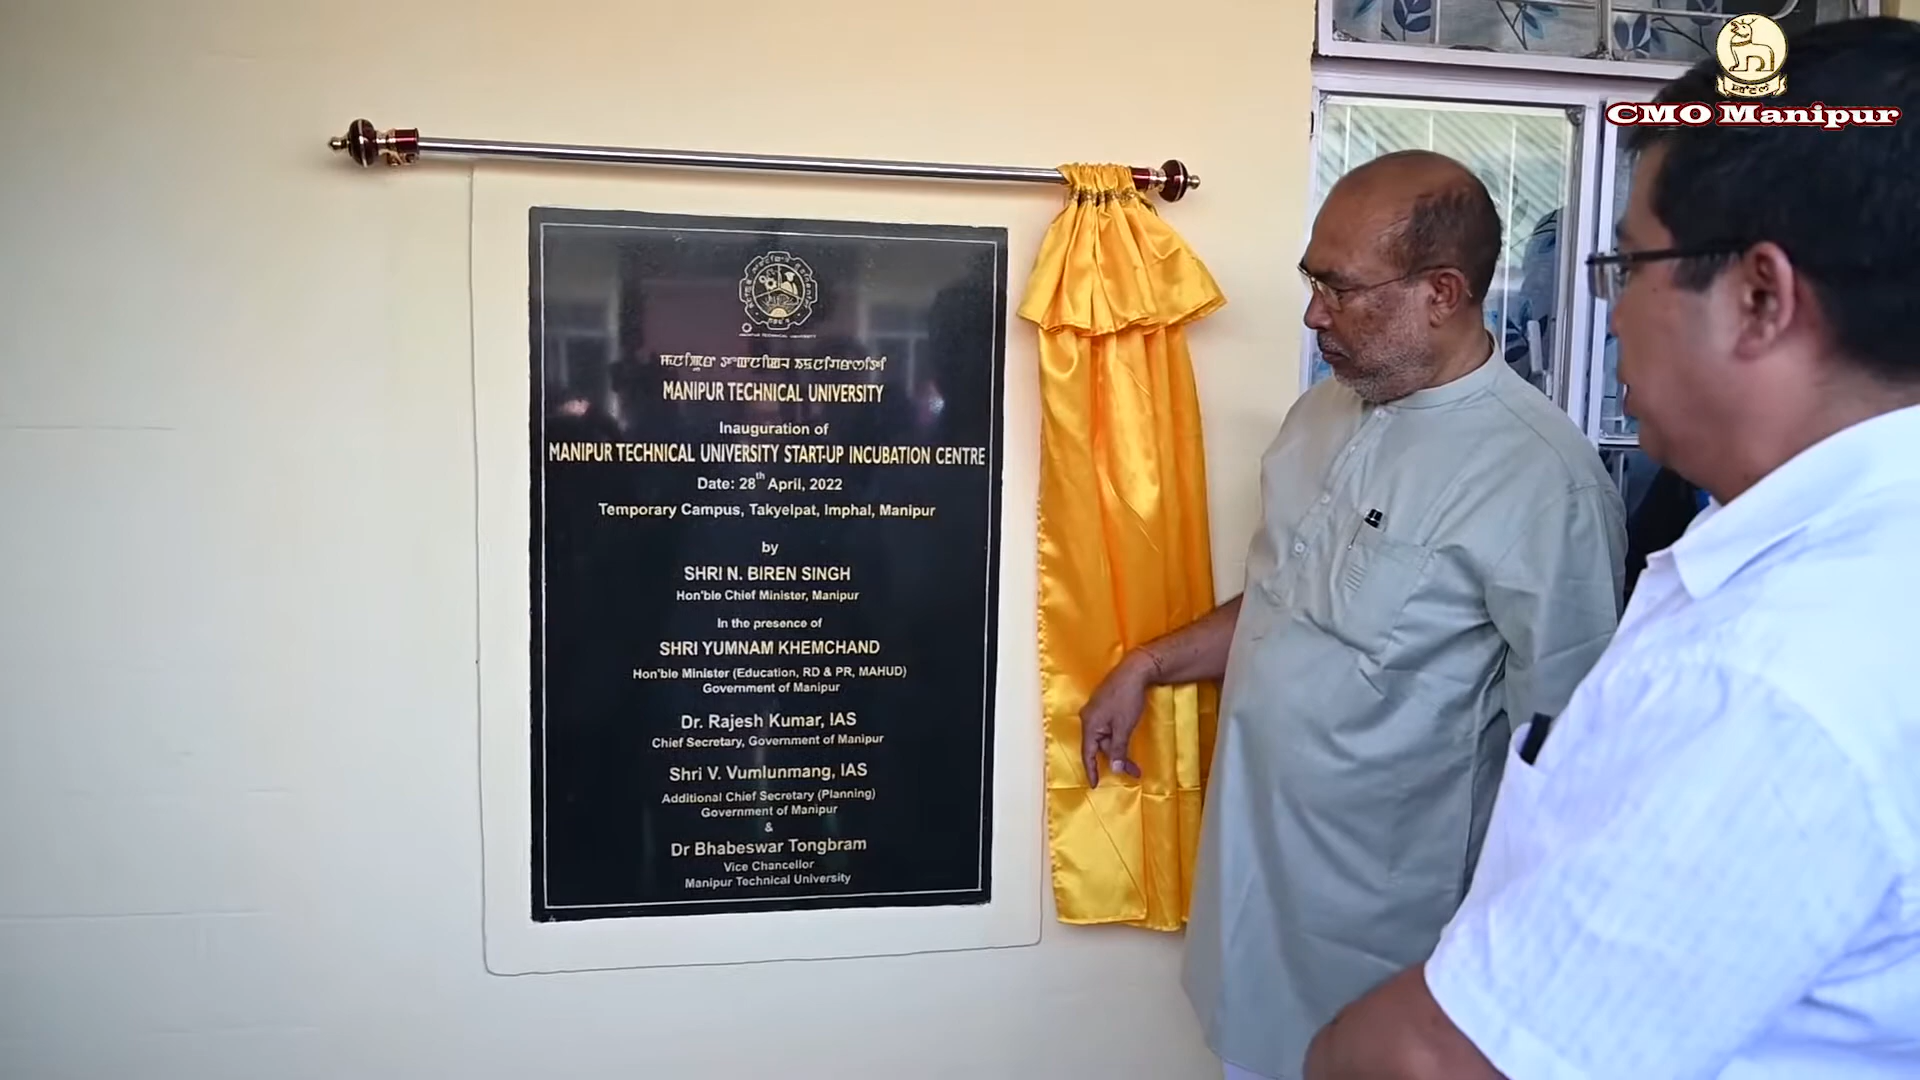 CMO Manipur
MANIPUR TECHNICAL UNIVERSITY
MANIPUR TECHNICAL UNIVERSITY
Inauguration of
MANIPUR TECHNICAL UNIVERSITY START-UP INCUBATION CENTRE
Date: 28th April, 2022
Temporary Campus, Takyelpat, Imphal, Manipur
by
SHRI N. BIREN SINGH
Hon'ble Chief Minister, Manipur
In the presence of
SHRI YUMNAM KHEMCHAND
Hon'ble Minister (Education, RD & PR, MAHUD)
Government of Manipur
Dr. Rajesh Kumar, IAS
Chief Secretary, Government of Manipur
Shri V. Vumlunmang, IAS
Additional Chief Secretary (Planning)
Government of Manipur
&
Dr Bhabeswar Tongbram
Vice Chancellor
Manipur Technical University